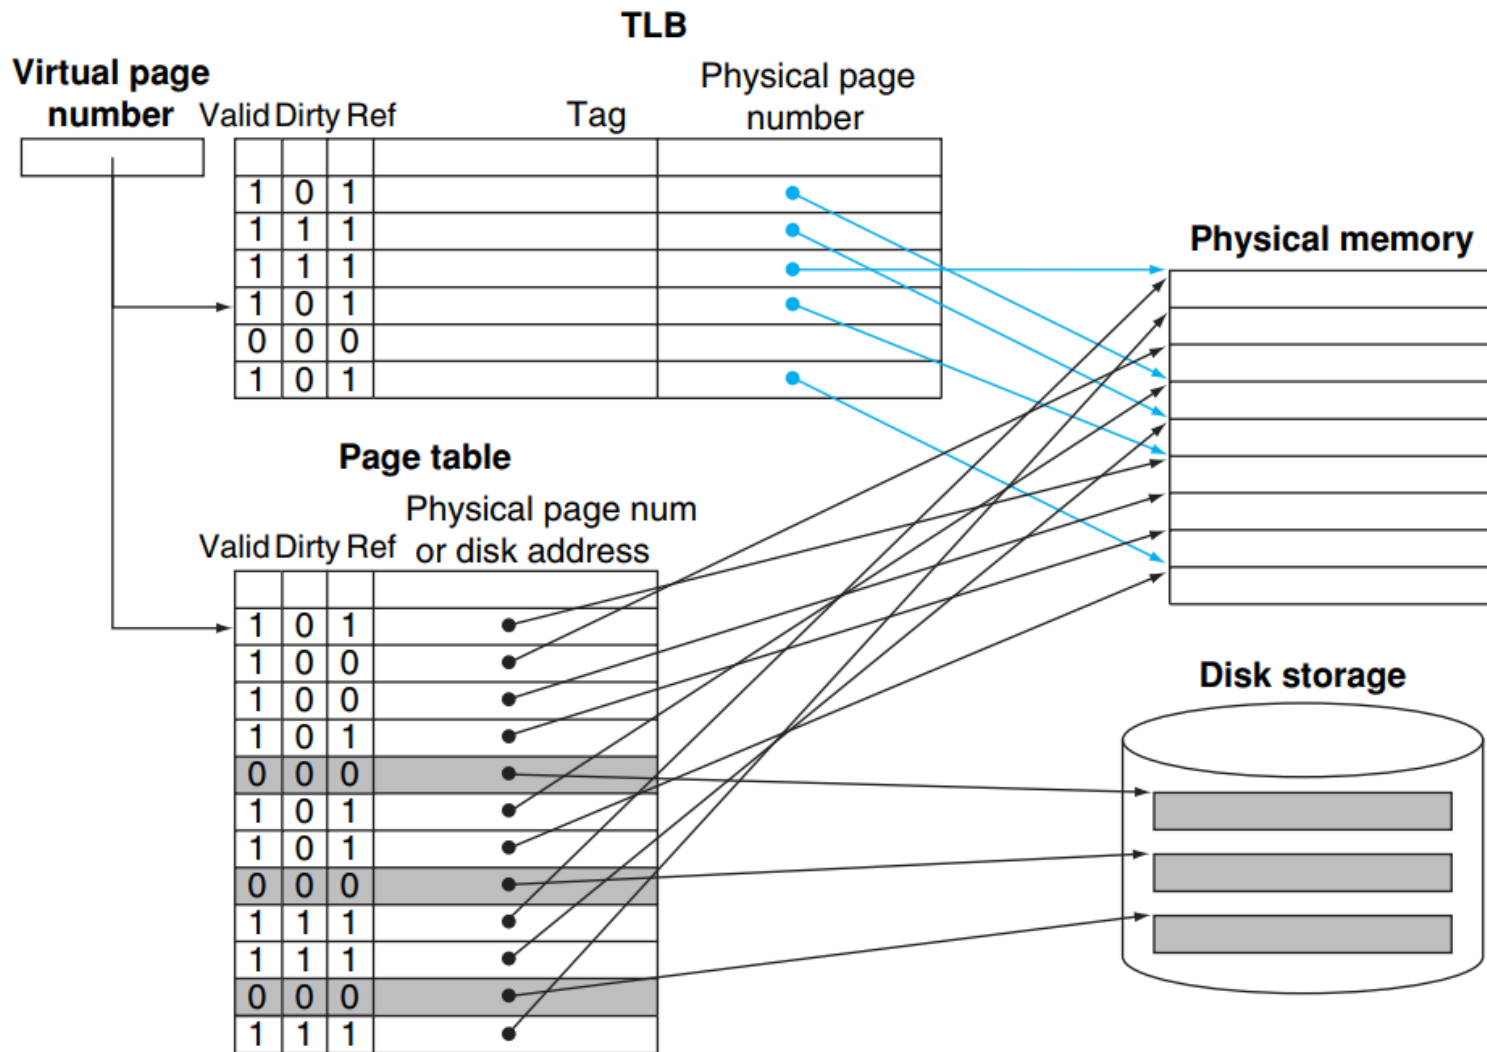 TLB
Virtual page
number
Valid Dirty Ref
Tag
Physical page
number
1 0 1
1 1 1
1 1 1
1 0 1
0 0 0
1 0 1
Physical memory
Page table
Physical page num
or disk address
Valid Dirty Ref
1 0 1
1 0 0
1 0 0
1 0 1
0 0 0
1 0 1
1 0 1
0 0 0
1 1 1
1 1 1
0 0 0
1 1 1
Disk storage